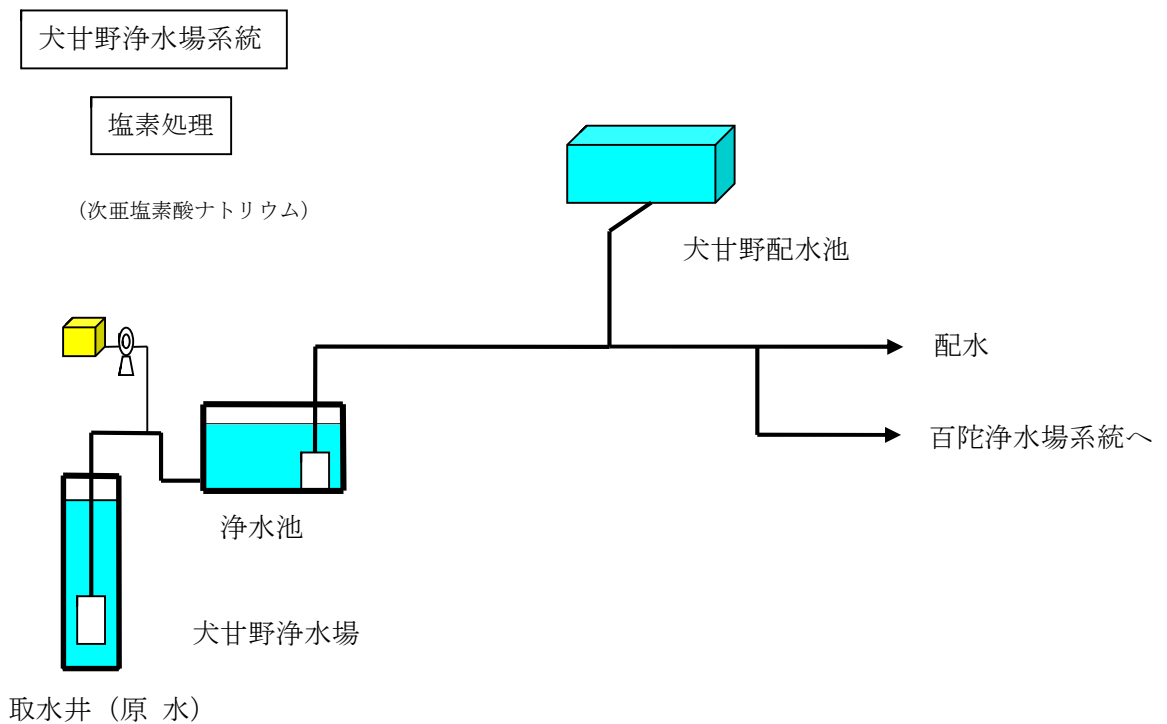 犬甘野浄水場系統
塩素処理
（次亜塩素酸ナトリウム）
犬甘野配水池
配水
百陀浄水場系統へ
浄水池
犬甘野浄水場
取水井（原 水）